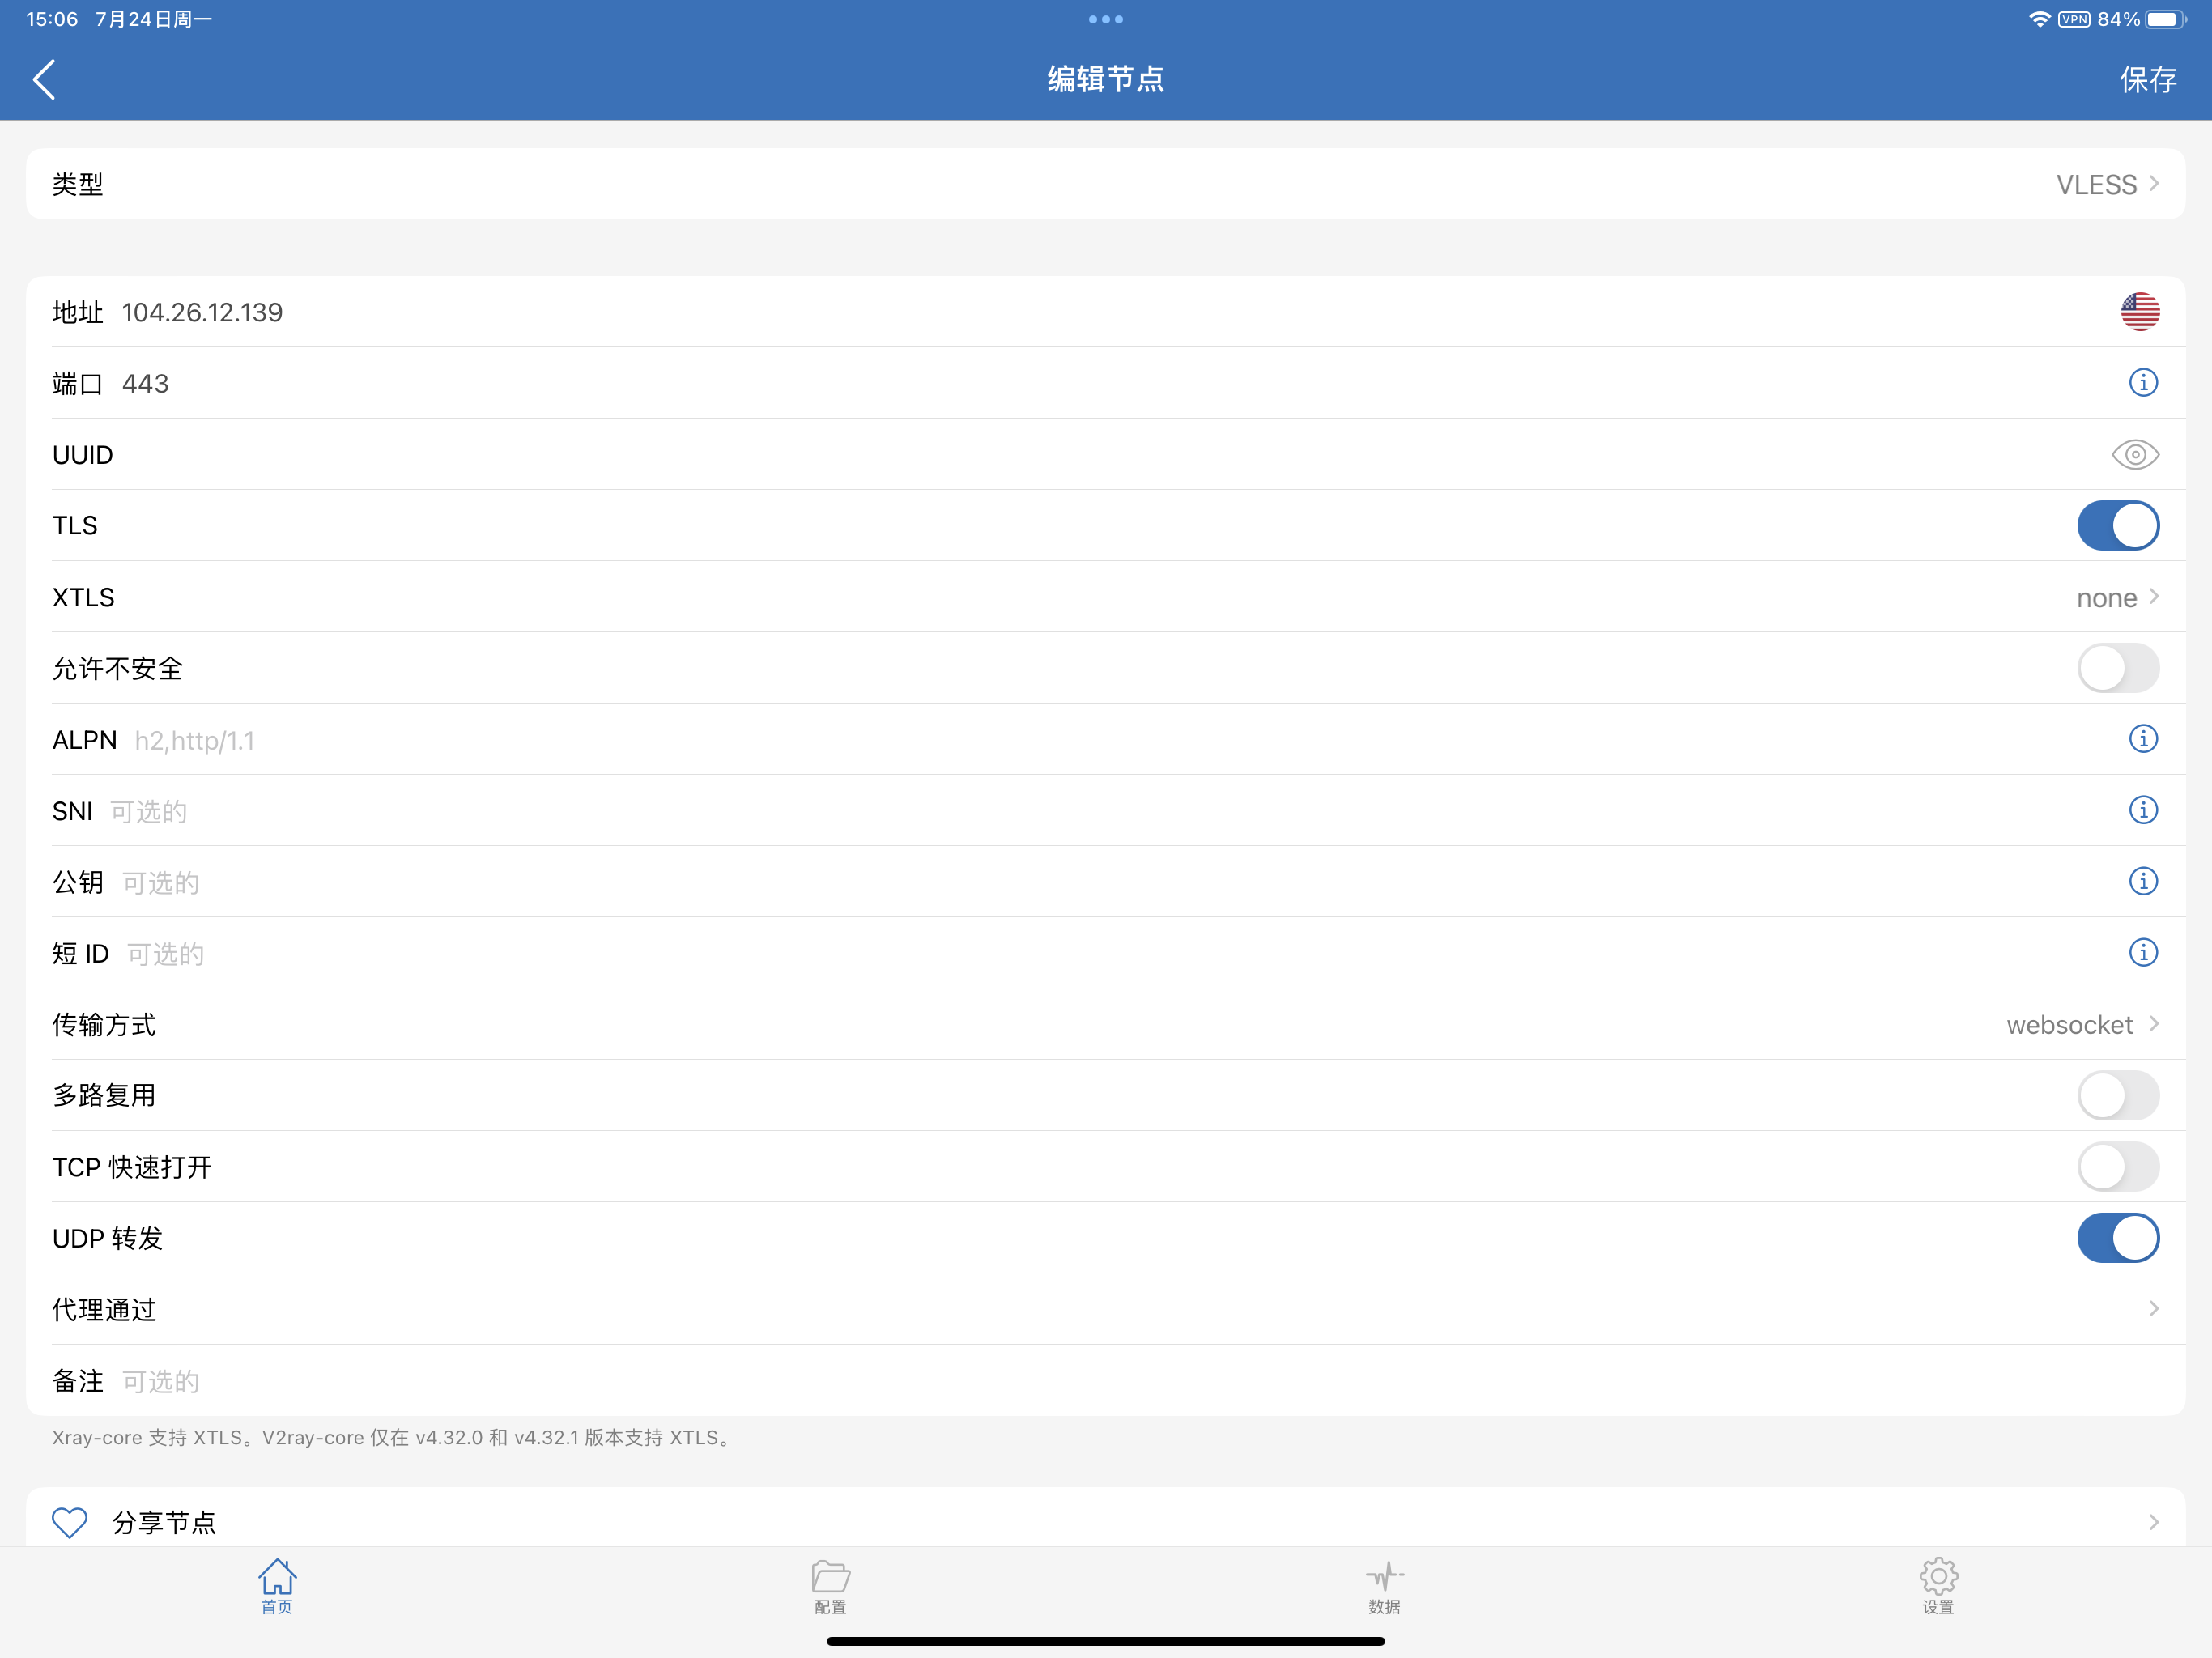 15:06 7月24日周一
VPN 84%
编辑节点
保存
类型 VLESS
地址 104.26.12.139
端口 443
UUID
TLS
XTLS none
允许不安全
ALPN h2,http/1.1
SNI 可选的
公钥 可选的
短 ID 可选的
传输方式 websocket
多路复用
TCP 快速打开
UDP 转发
代理通过
备注 可选的
Xray-core 支持 XTLS。V2ray-core 仅在 v4.32.0 和 v4.32.1 版本支持 XTLS。
分享节点
首页 配置 数据 设置